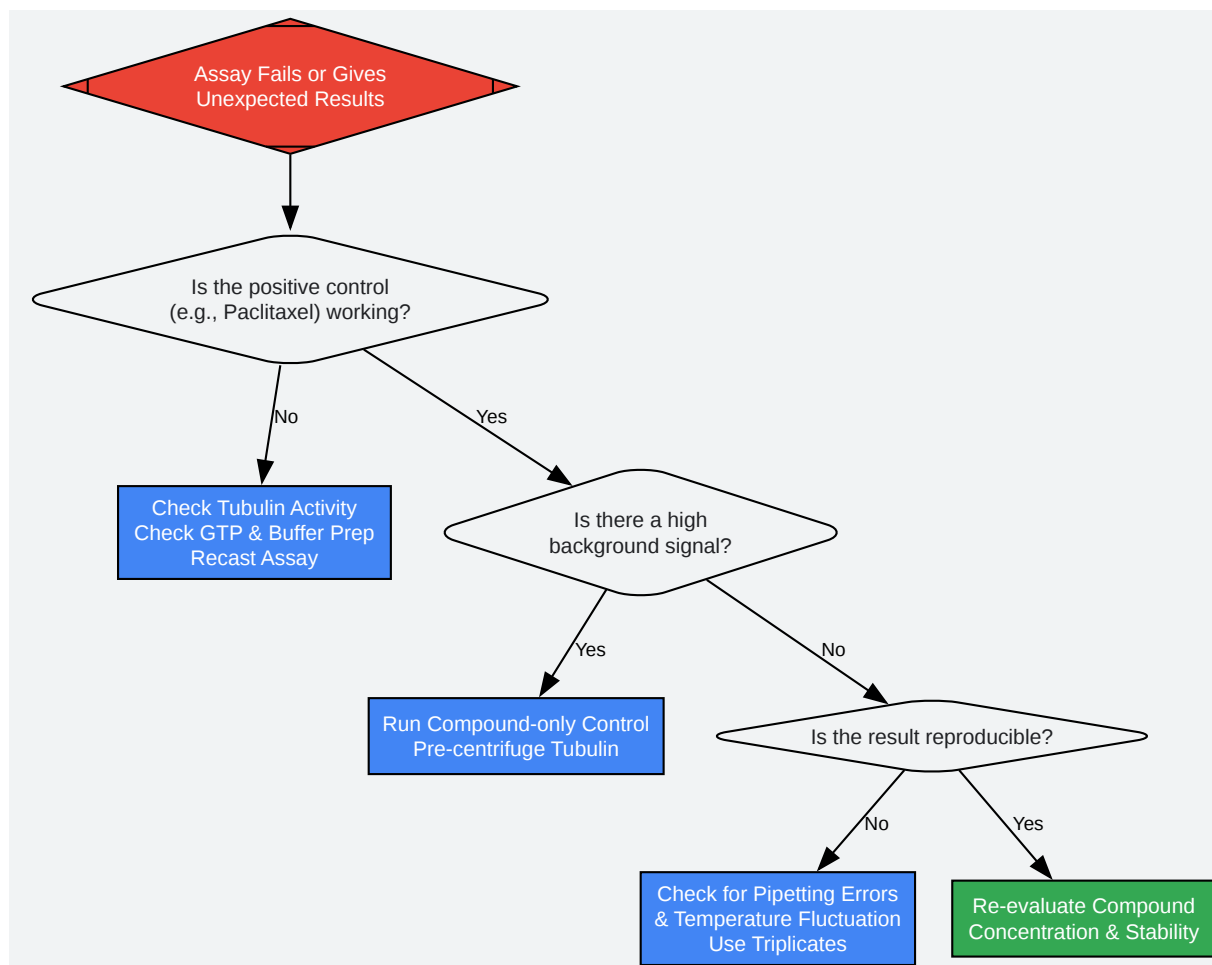 Assay Fails or Gives
Unexpected Results
Is the positive control
(e.g., Paclitaxel) working?
No
Yes
Check Tubulin Activity
Check GTP & Buffer Prep
Recast Assay
Is there a high
background signal?
Yes
No
Run Compound-only Control
Pre-centrifuge Tubulin
Is the result reproducible?
No
Yes
Check for Pipetting Errors
& Temperature Fluctuation
Use Triplicates
Re-evaluate Compound
Concentration & Stability